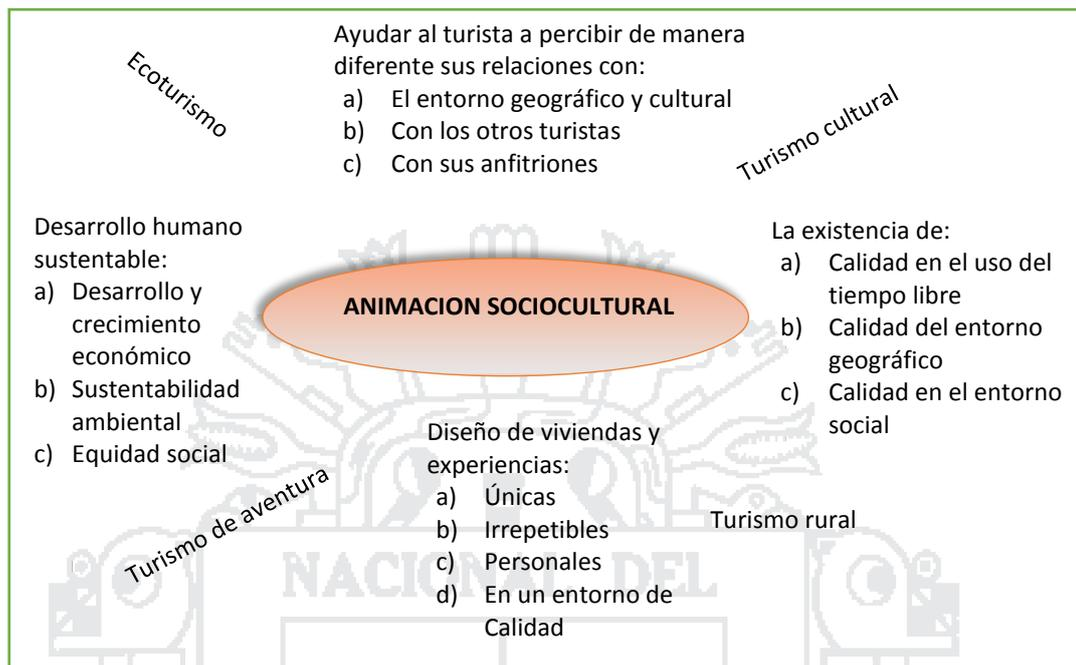 Ecoturismo
Ayudar al turista a percibir de manera
diferente sus relaciones con:
a) El entorno geográfico y cultural
b) Con los otros turistas
c) Con sus anfitriones
Turismo cultural
Desarrollo humano
sustentable:
a) Desarrollo y
crecimiento
económico
b) Sustentabilidad
ambiental
c) Equidad social
ANIMACION SOCIOCULTURAL
La existencia de:
a) Calidad en el uso del
tiempo libre
b) Calidad del entorno
geográfico
c) Calidad en el entorno
social
Turismo de aventura
Diseño de viviendas y
experiencias:
a) Únicas
b) Irrepetibles
c) Personales
d) En un entorno de
Calidad
Turismo rural
NACIONAL DEL